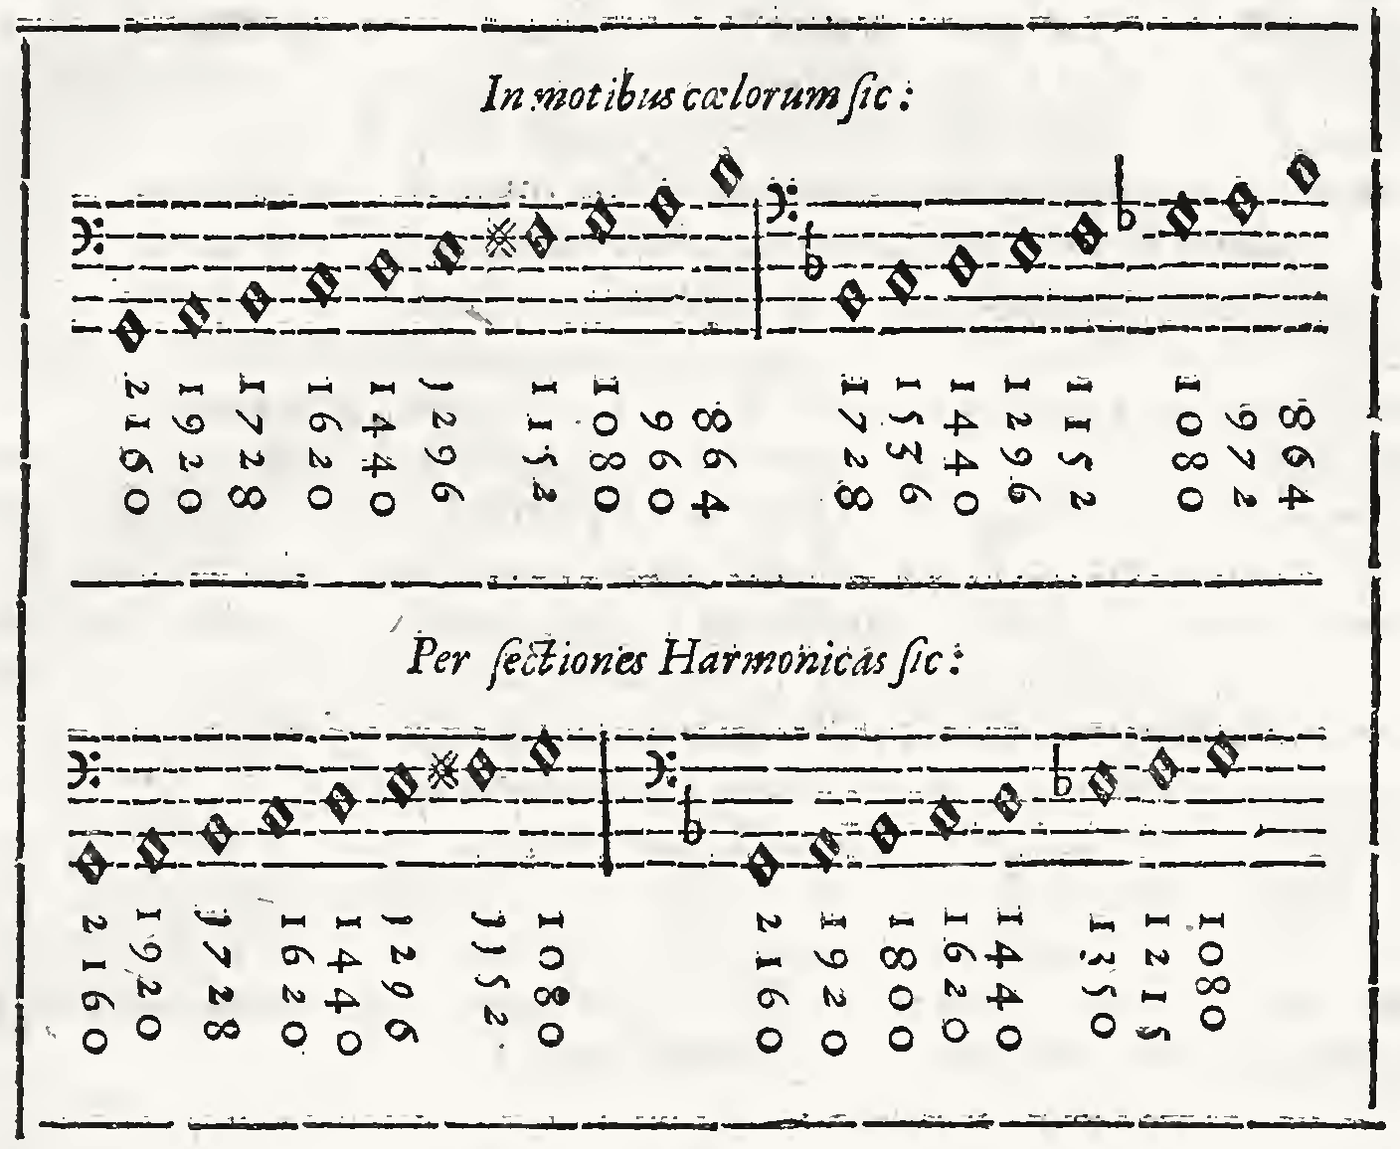 In motibus cælorum ſic :
2160 1920 1728 1620 1440 1296 1152 1080 960 864 1728 1536 1440 1296 1152 1080 972 864
Per ſectiones Harmonicas ſic :
2160 1920 1728 1620 1440 1296 1152 1080 2160 1920 1800 1620 1440 1350 1215 1080